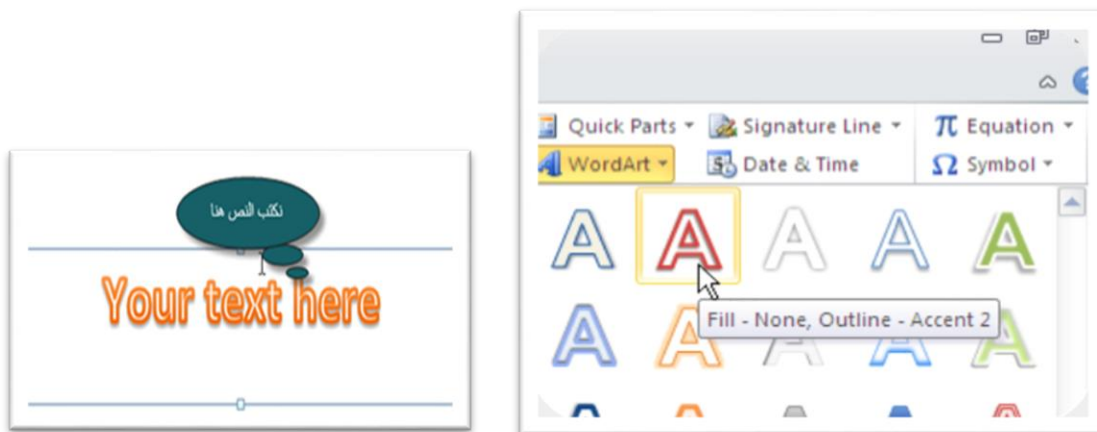 نكتب النص هنا
Your text here
Quick Parts
Signature Line
π Equation
WordArt
Date & Time
Ω Symbol
A A A A A
Fill - None, Outline - Accent 2
A A A A A